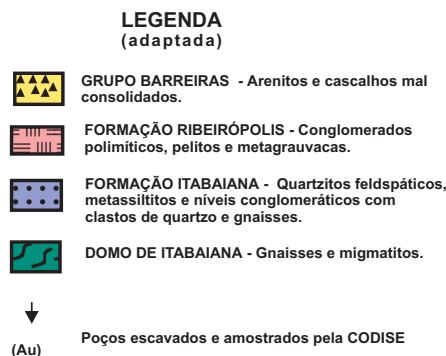 LEGENDA
(adaptada)
GRUPO BARREIRAS - Arenitos e cascalhos mal
consolidados.
FORMAÇÃO RIBEIRÓPOLIS - Conglomerados
polimíticos, pelitos e metagrauvacas.
FORMAÇÃO ITABAIANA - Quartzitos feldspáticos,
metassiltitos e níveis conglomeráticos com
clastos de quartzo e gnaisses.
DOMO DE ITABAIANA - Gnaisses e migmatitos.
Poços escavados e amostrados pela CODISE
(Au)